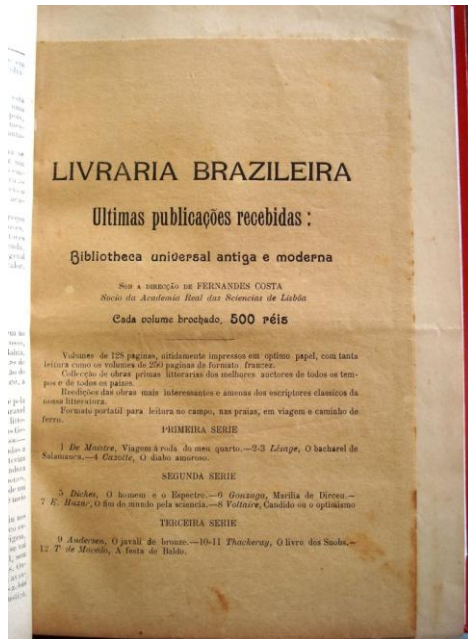 LIVRARIA BRAZILEIRA
Ultimas publicações recebidas :
Bibliotheca universal antiga e moderna
SOB A DIRECÇÃO DE FERNANDES COSTA
Socio da Academia Real das Sciencias de Lisbôa
Cada volume brochado, 500 réis
Volumes de 128 paginas, nitidamente impressos em optimo papel, com tanta
leitura como os volumes de 250 paginas de formato francez.
Collecção de obras primas litterarias dos melhores auctores de todos os tem-
pos e de todos os paizes.
Reedições das obras mais interessantes e amenas dos escriptores classicos da
nossa litteratura.
Formato portatil para leitura no campo, nas praias, em viagem e caminho de
ferro.
PRIMEIRA SERIE
1 De Maistre, Viagem á roda do meu quarto.—2-3 Lésage, O bacharel de
Salamanca.—4 Cazotte, O diabo amoroso.
SEGUNDA SERIE
5 Dickes, O homem e o Espectro.—6 Gonzaga, Marilia de Dirceu.—
7 E. Huzar, O fim do mundo pela sciencia.—8 Voltaire, Candido ou o optimismo
TERCEIRA SERIE
9 Andersen, O javali de bronze.—10-11 Thackeray, O livro dos Snobs.—
12 T de Macedo, A festa de Baldo.